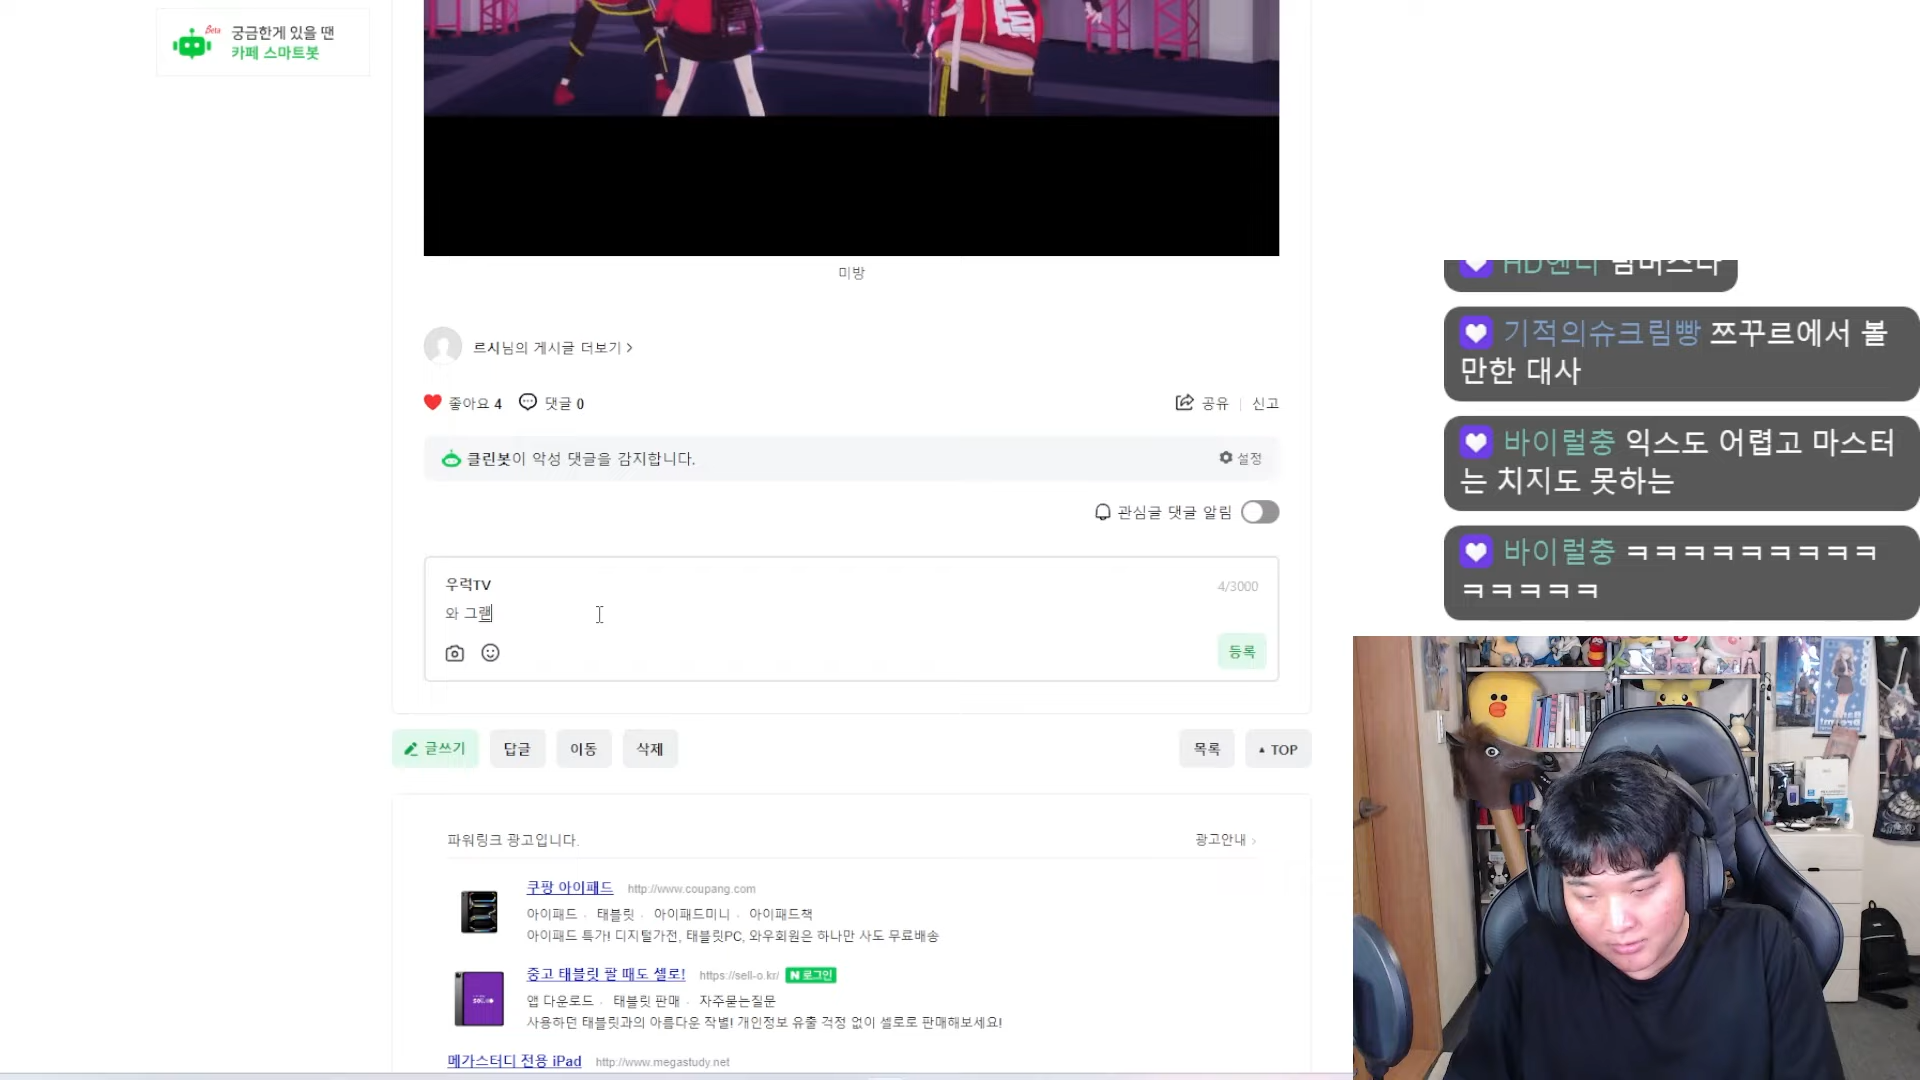 Beta 궁금한게 있을 땐
카페 스마트봇
미방
르시님의 게시글 더보기 >
좋아요 4 댓글 0
공유 | 신고
클린봇이 악성 댓글을 감지합니다.
설정
관심글 댓글 알림
우럭TV
4/3000
와 그램
등록
글쓰기 답글 이동 삭제
목록 ▲ TOP
파워링크 광고입니다.
광고안내 >
쿠팡 아이패드 http://www.coupang.com
아이패드 · 태블릿 · 아이패드미니 · 아이패드책
아이패드 특가! 디지털가전, 태블릿PC, 와우회원은 하나만 사도 무료배송
중고 태블릿 팔 때도 셀로! https://sell-o.kr/ N 로그인
앱 다운로드 · 태블릿 판매 · 자주묻는질문
사용하던 태블릿과의 아름다운 작별! 개인정보 유출 걱정 없이 셀로로 판매해보세요!
메가스터디 전용 iPad http://www.megastudy.net
기적의슈크림빵 쯔꾸르에서 볼
만한 대사
바이럴충 익스도 어렵고 마스터
는 치지도 못하는
바이럴충 ㅋㅋㅋㅋㅋㅋㅋㅋㅋ
ㅋㅋㅋㅋㅋ